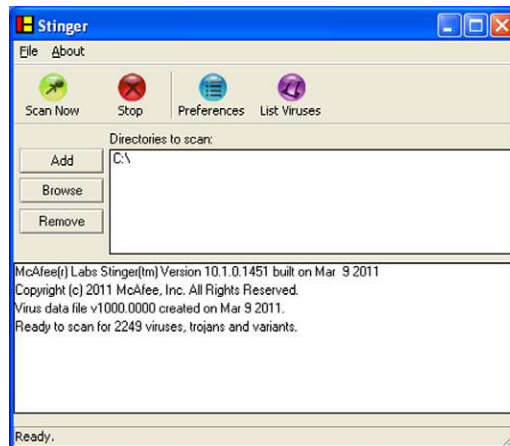 Stinger
File About
Scan Now Stop Preferences List Viruses
Directories to scan:
Add
Browse
Remove
C:\
McAfee(r) Labs Stinger(tm) Version 10.1.0.1451 built on Mar 9 2011
Copyright (c) 2011 McAfee, Inc. All Rights Reserved.
Virus data file v1000.0000 created on Mar 9 2011.
Ready to scan for 2249 viruses, trojans and variants.
Ready.